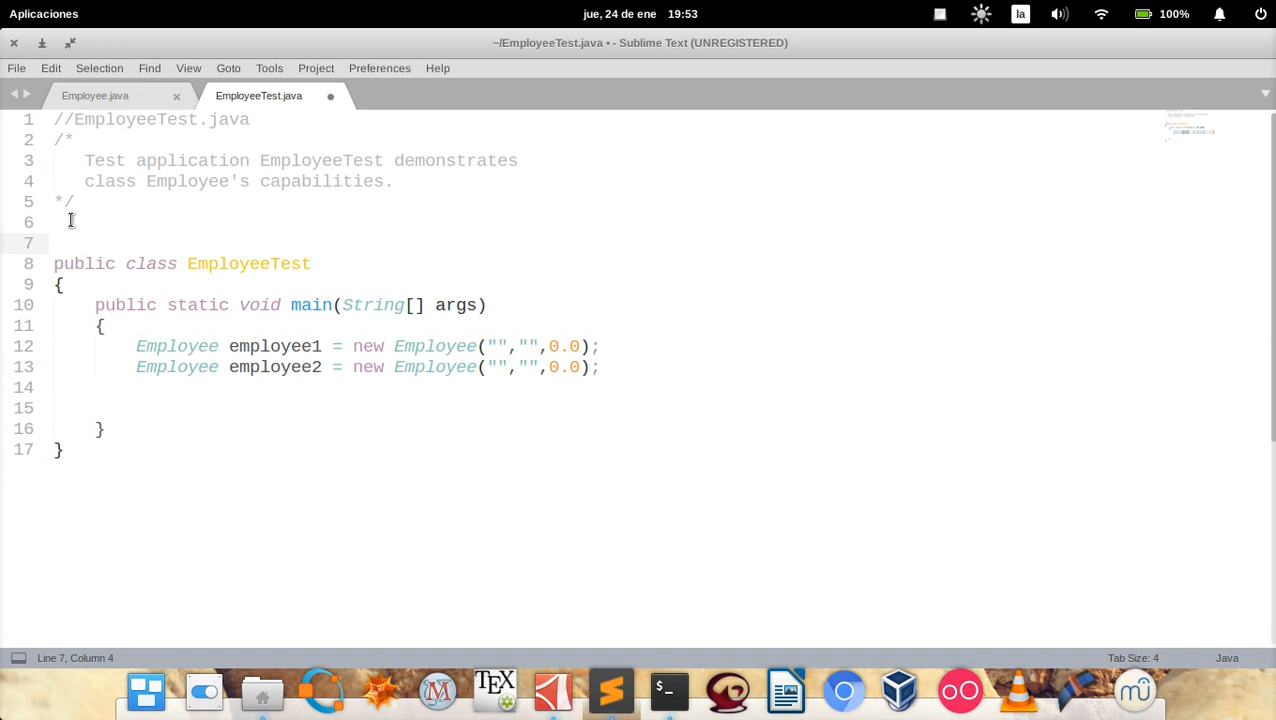 Aplicaciones
jue, 24 de ene 19:53
la
100%
~/EmployeeTest.java • - Sublime Text (UNREGISTERED)
File Edit Selection Find View Goto Tools Project Preferences Help
Employee.java
EmployeeTest.java
1 //EmployeeTest.java
2 /*
3 Test application EmployeeTest demonstrates
4 class Employee's capabilities.
5 */
6
7
8 public class EmployeeTest
9 {
10 public static void main(String[] args)
11 {
12 Employee employee1 = new Employee("","",0.0);
13 Employee employee2 = new Employee("","",0.0);
14
15
16 }
17 }
Line 7, Column 4
Tab Size: 4
Java
TEX
>_